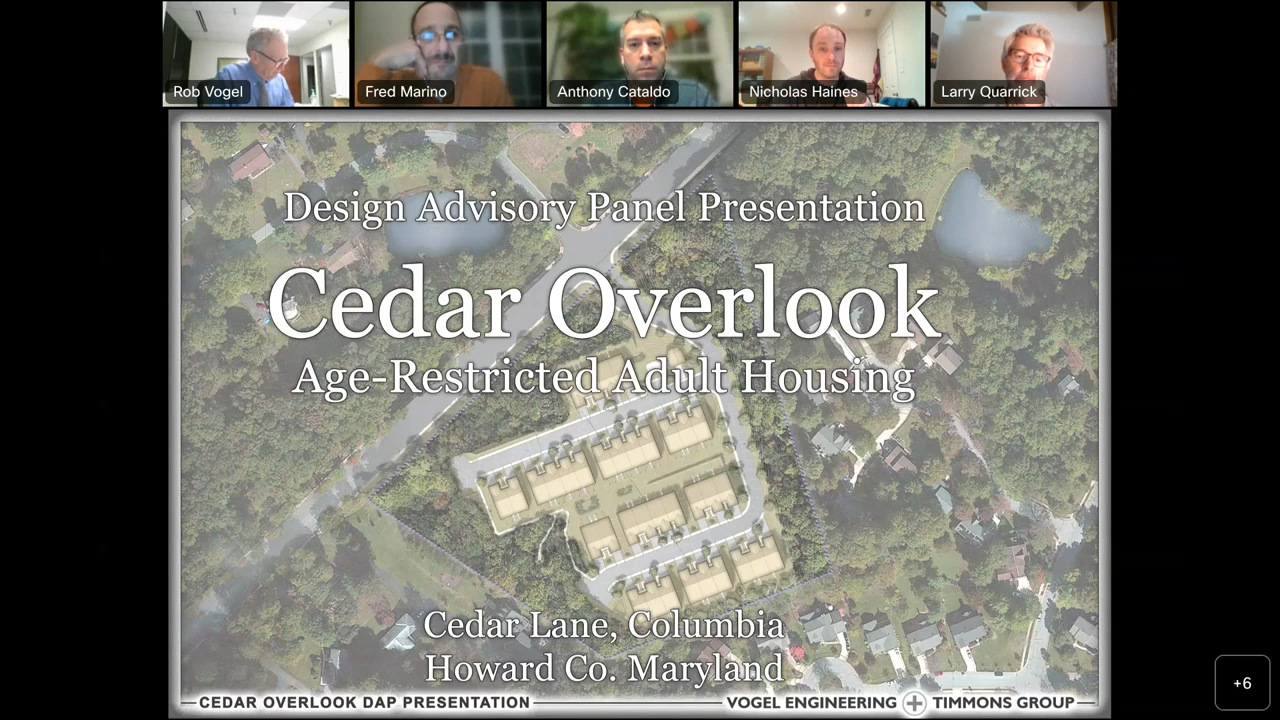 Rob Vogel
Fred Marino
Anthony Cataldo
Nicholas Haines
Larry Quarrick
Design Advisory Panel Presentation
Cedar Overlook
Age-Restricted Adult Housing
Cedar Lane, Columbia
Howard Co. Maryland
CEDAR OVERLOOK DAP PRESENTATION
VOGEL ENGINEERING + TIMMONS GROUP
+6